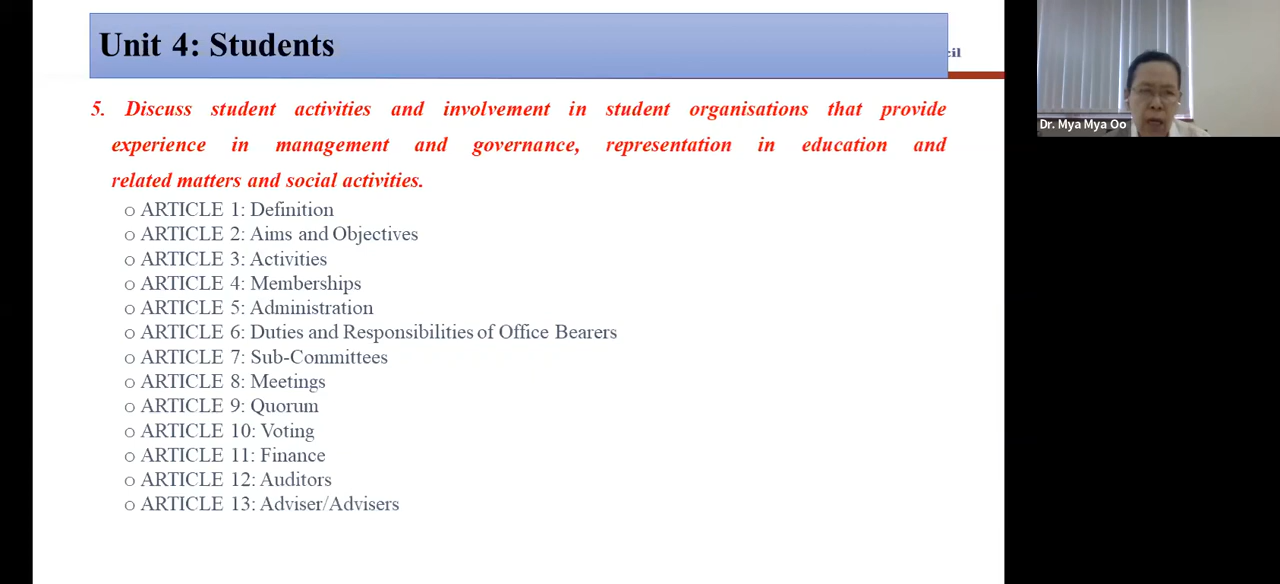 Unit 4: Students
cil
5. Discuss student activities and involvement in student organisations that provide
experience in management and governance, representation in education and
related matters and social activities.
o ARTICLE 1: Definition
o ARTICLE 2: Aims and Objectives
o ARTICLE 3: Activities
o ARTICLE 4: Memberships
o ARTICLE 5: Administration
o ARTICLE 6: Duties and Responsibilities of Office Bearers
o ARTICLE 7: Sub-Committees
o ARTICLE 8: Meetings
o ARTICLE 9: Quorum
o ARTICLE 10: Voting
o ARTICLE 11: Finance
o ARTICLE 12: Auditors
o ARTICLE 13: Adviser/Advisers
Dr. Mya Mya Oo